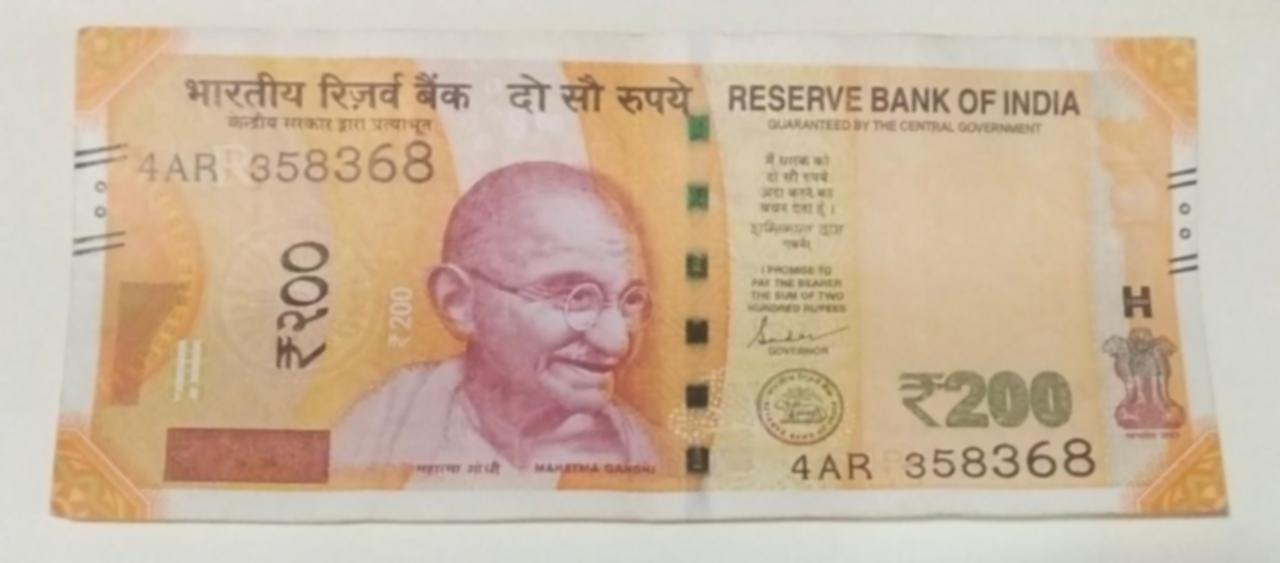 भारतीय रिज़र्व बैंक दो सौ रुपये RESERVE BANK OF INDIA
केन्द्रीय सरकार द्वारा प्रत्याभूत
GUARANTEED BY THE CENTRAL GOVERNMENT
4AR 358368
₹२००
₹200
मैं धारक को
दो सौ रुपये
अदा करने का
वचन देता हूँ।
गवर्नर
I PROMISE TO
PAY THE BEARER
THE SUM OF TWO
HUNDRED RUPEES
GOVERNOR
H
₹200
महात्मा गांधी MAHATMA GANDHI
4AR 358368